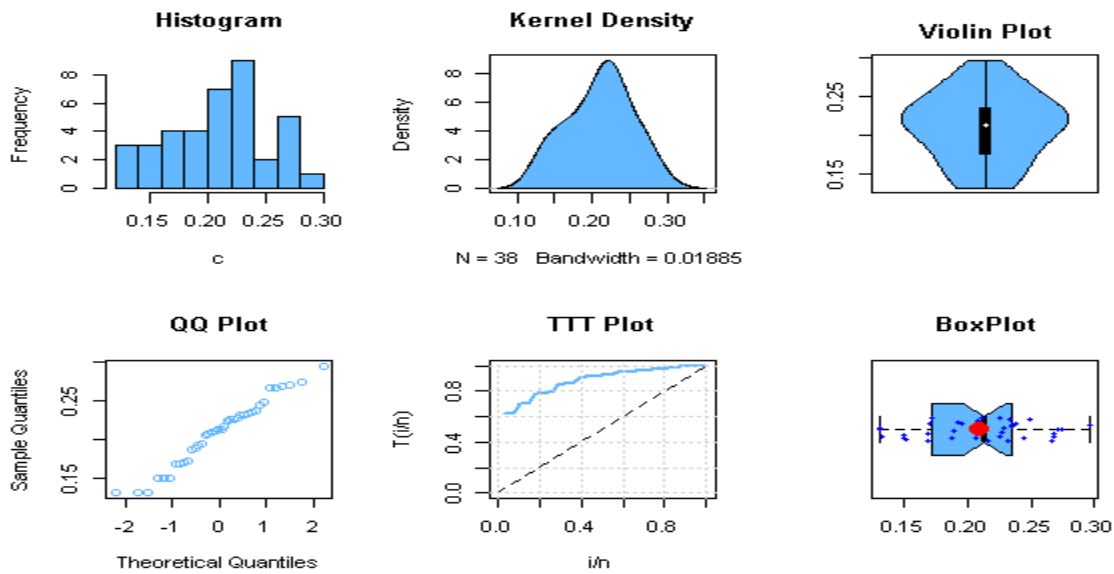 Histogram
Frequency
8
6
4
2
0
0.15 0.20 0.25 0.30
c
Kernel Density
Density
8
6
4
2
0
0.10 0.20 0.30
N = 38 Bandwidth = 0.01885
Violin Plot
0.25
0.15
QQ Plot
Sample Quantiles
0.25
0.15
-2 -1 0 1 2
Theoretical Quantiles
TTT Plot
T(i/n)
0.8
0.4
0.0
0.0 0.4 0.8
i/n
BoxPlot
0.15 0.20 0.25 0.30